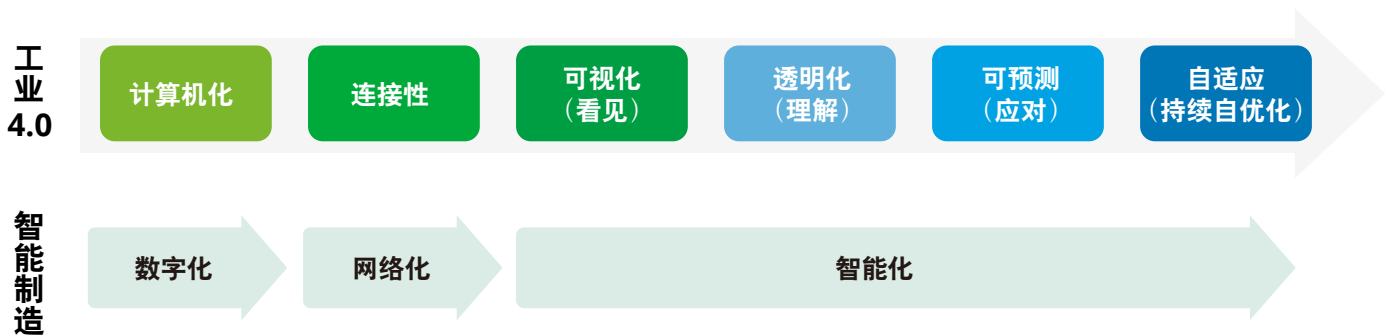 工业4.0
计算机化
连接性
可视化
（看见）
透明化
（理解）
可预测
（应对）
自适应
（持续自优化）
智能制造
数字化
网络化
智能化